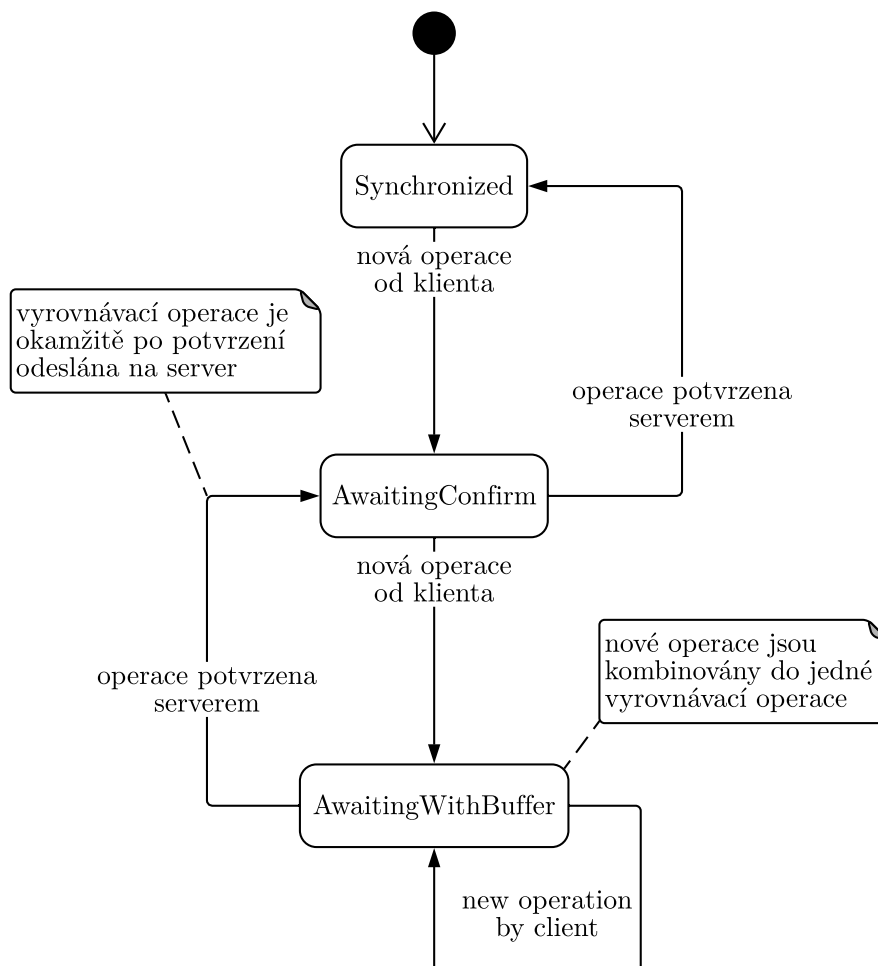 Synchronized
nová operace
od klienta
vyrovnávací operace je
okamžitě po potvrzení
odeslána na server
operace potvrzena
serverem
AwaitingConfirm
nová operace
od klienta
nové operace jsou
kombinovány do jedné
vyrovnávací operace
operace potvrzena
serverem
AwaitingWithBuffer
new operation
by client